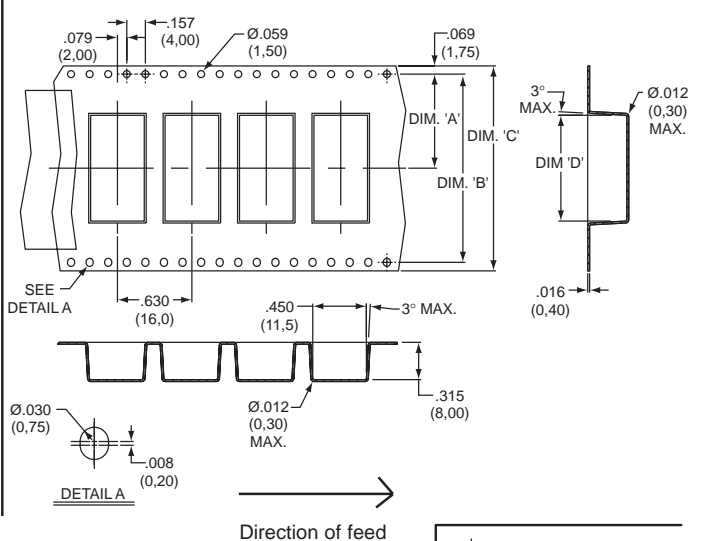 .157
(4,00)
.079
(2,00)
Ø.059
(1,50)
.069
(1,75)
DIM. 'A'
DIM. 'C'
DIM. 'B'
3°
MAX.
Ø.012
(0,30)
MAX.
DIM 'D'
.016
(0,40)
SEE
DETAIL A
.630
(16,0)
.450
(11,5)
3° MAX.
.315
(8,00)
Ø.012
(0,30)
MAX.
Ø.030
(0,75)
.008
(0,20)
DETAIL A
Direction of feed